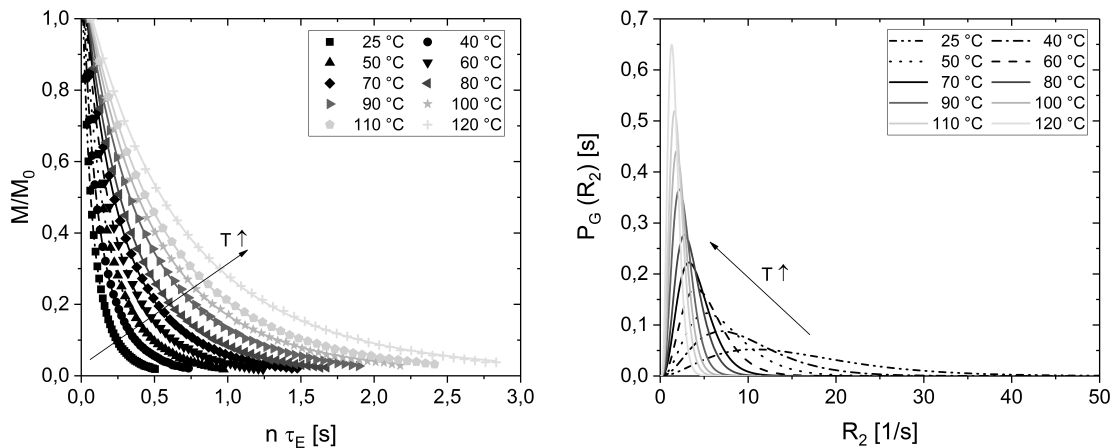 1,0
0,8
0,6
0,4
0,2
0,0
M/M0
0,0 0,5 1,0 1,5 2,0 2,5 3,0
n τE [s]
25 °C 40 °C
50 °C 60 °C
70 °C 80 °C
90 °C 100 °C
110 °C 120 °C
T ↑
0,7
0,6
0,5
0,4
0,3
0,2
0,1
0,0
PG (R2) [s]
0 10 20 30 40 50
R2 [1/s]
25 °C 40 °C
50 °C 60 °C
70 °C 80 °C
90 °C 100 °C
110 °C 120 °C
T ↑